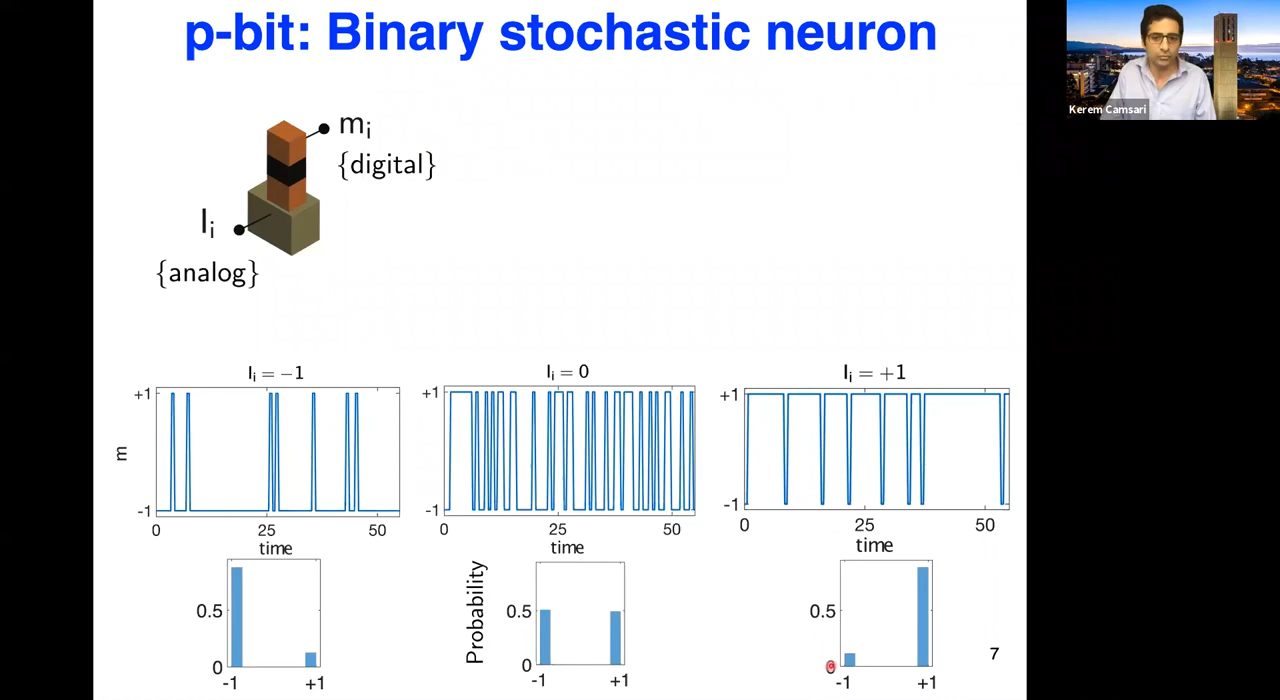 p-bit: Binary stochastic neuron
Kerem Camsari
mᵢ
{digital}
Iᵢ
{analog}
Iᵢ = −1
+1
m
-1
0 25 50
time
Iᵢ = 0
+1
-1
0 25 50
time
Iᵢ = +1
+1
-1
0 25 50
time
0.5
0
-1 +1
Probability
0.5
0
-1 +1
0.5
0
-1 +1
7